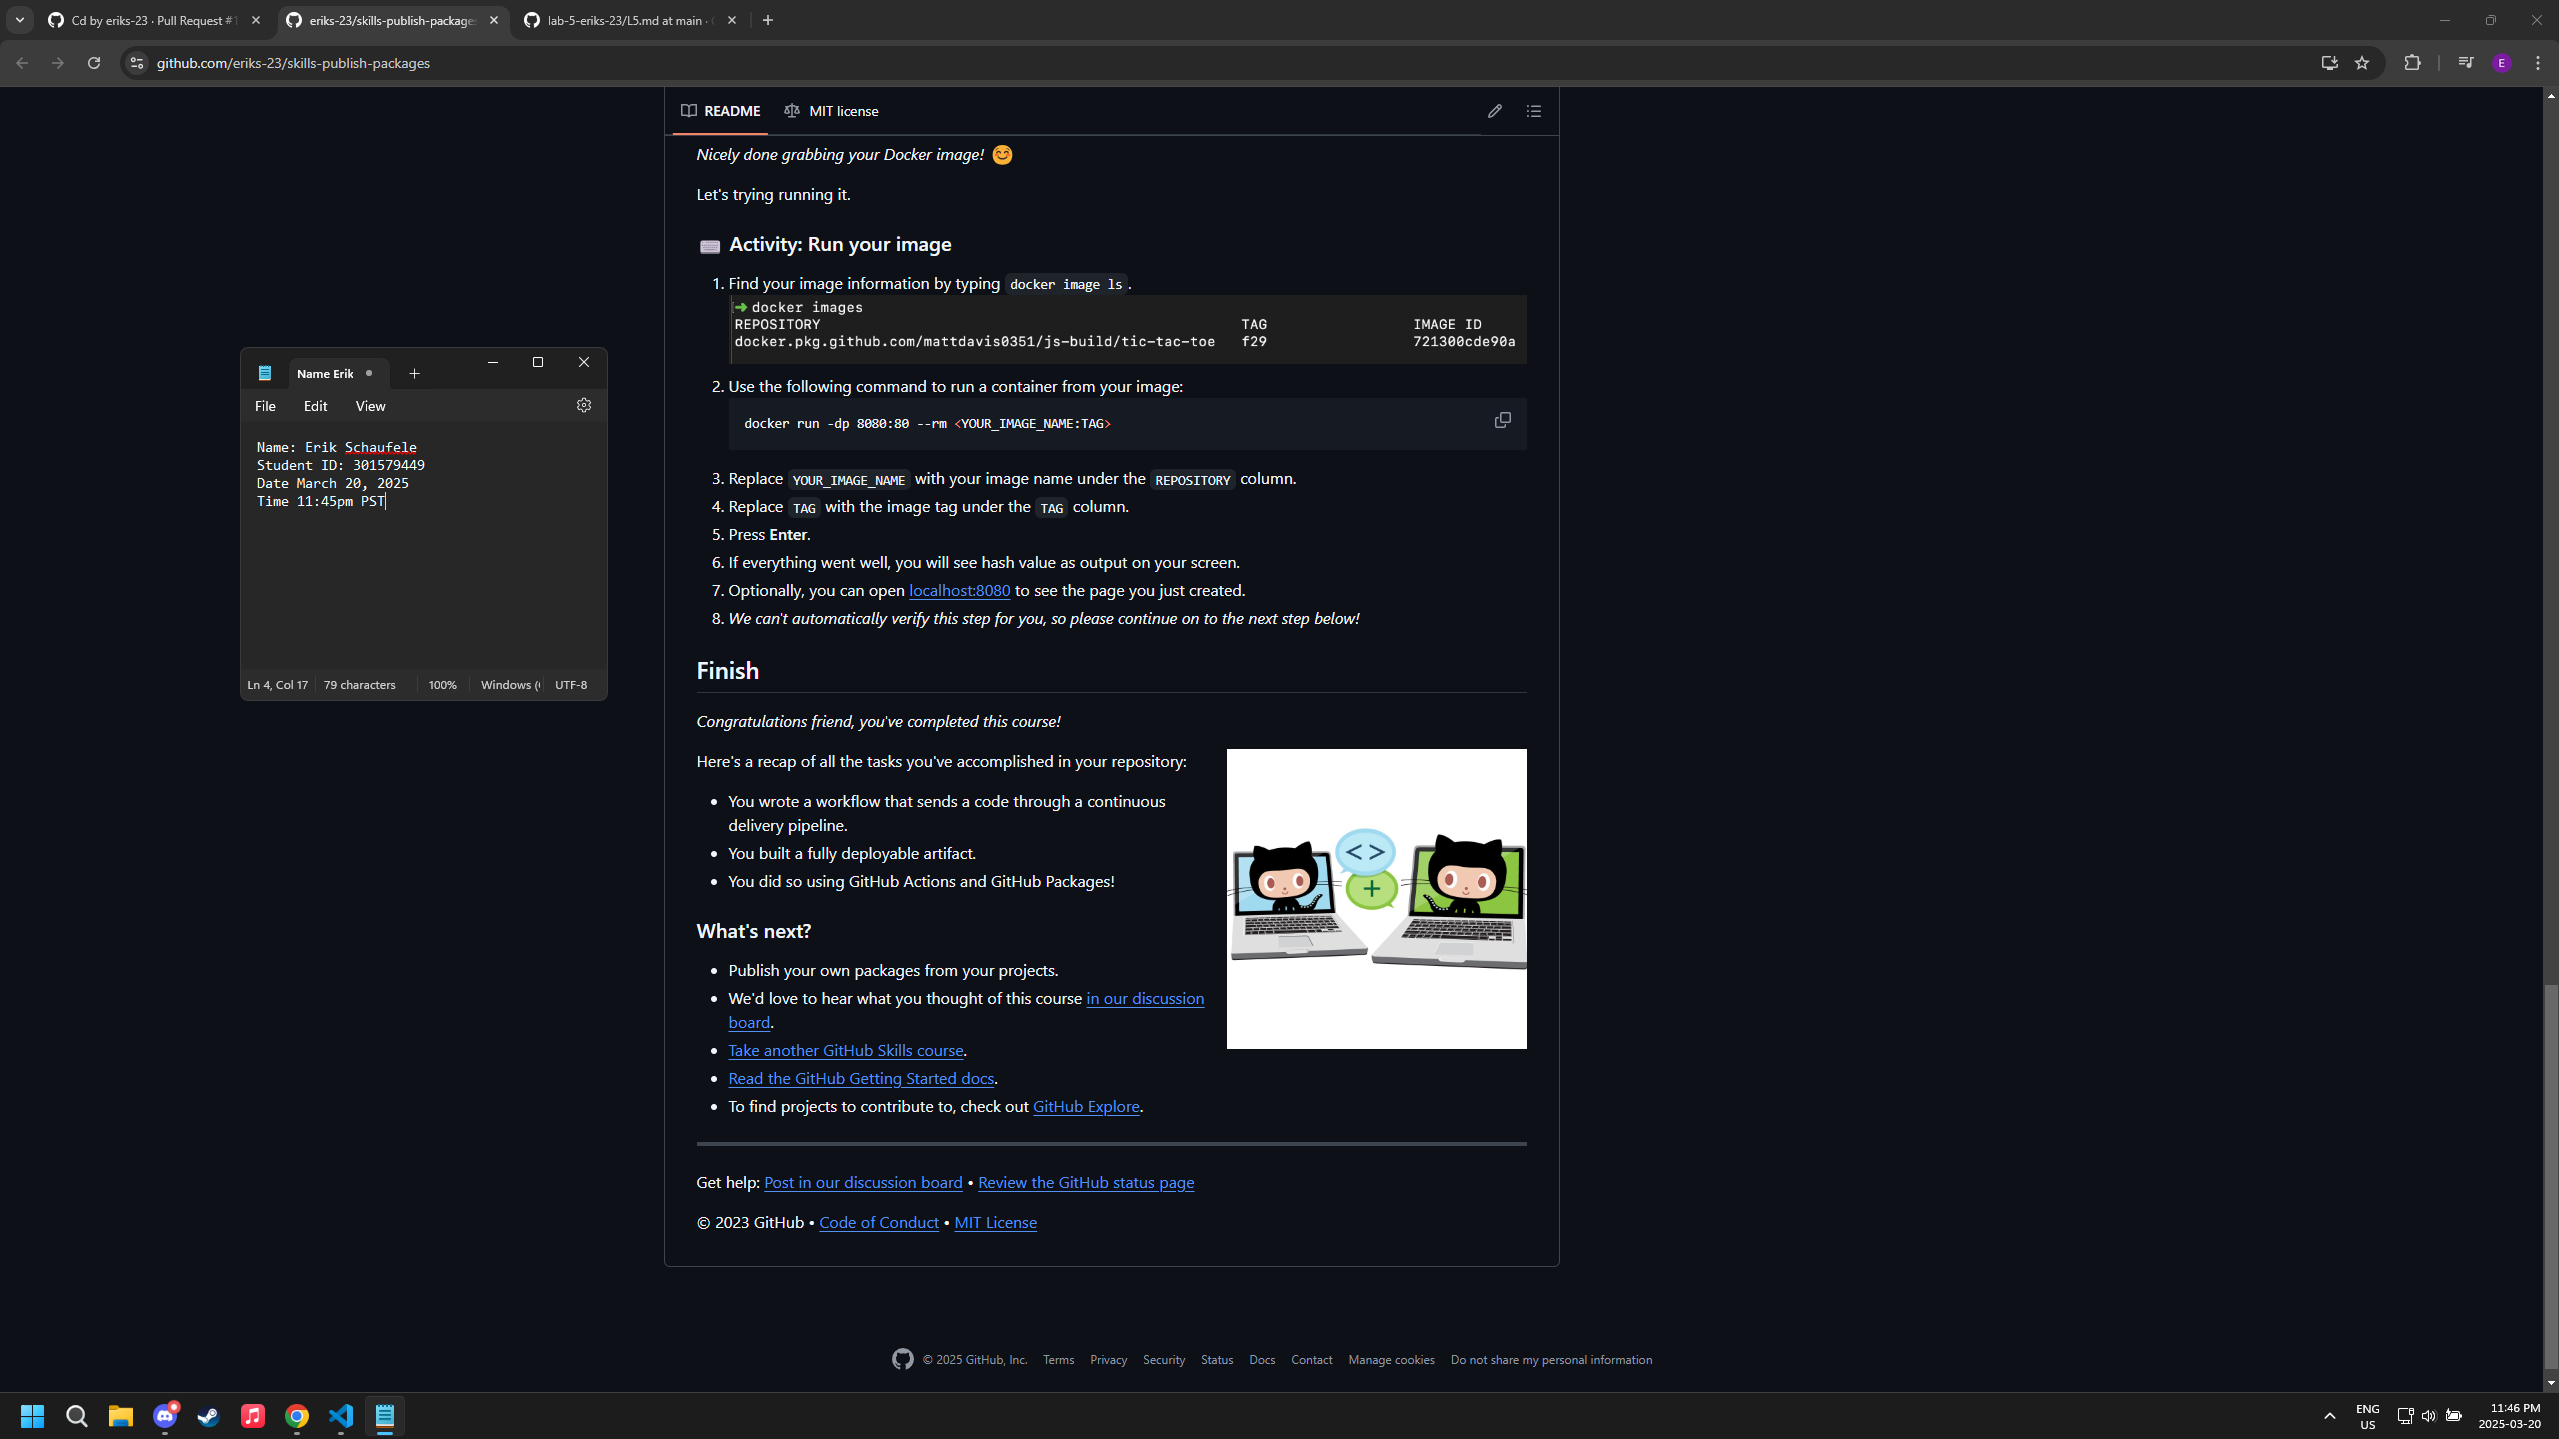 Cd by eriks-23 · Pull Request #1
eriks-23/skills-publish-packages
lab-5-eriks-23/L5.md at main ·
github.com/eriks-23/skills-publish-packages
E
README
MIT license
Nicely done grabbing your Docker image! 😊
Let's trying running it.
Activity: Run your image
1. Find your image information by typing docker image ls.
➜ docker images
REPOSITORY TAG IMAGE ID
docker.pkg.github.com/mattdavis0351/js-build/tic-tac-toe f29 721300cde90a
2. Use the following command to run a container from your image:
docker run -dp 8080:80 --rm <YOUR_IMAGE_NAME:TAG>
3. Replace YOUR_IMAGE_NAME with your image name under the REPOSITORY column.
4. Replace TAG with the image tag under the TAG column.
5. Press Enter.
6. If everything went well, you will see hash value as output on your screen.
7. Optionally, you can open localhost:8080 to see the page you just created.
8. We can't automatically verify this step for you, so please continue on to the next step below!
Name Erik
File Edit View
Name: Erik Schaufele
Student ID: 301579449
Date March 20, 2025
Time 11:45pm PST
Ln 4, Col 17 79 characters 100% Windows (( UTF-8
Finish
Congratulations friend, you've completed this course!
Here's a recap of all the tasks you've accomplished in your repository:
• You wrote a workflow that sends a code through a continuous
delivery pipeline.
• You built a fully deployable artifact.
• You did so using GitHub Actions and GitHub Packages!
<>
+
What's next?
• Publish your own packages from your projects.
• We'd love to hear what you thought of this course in our discussion
board.
• Take another GitHub Skills course.
• Read the GitHub Getting Started docs.
• To find projects to contribute to, check out GitHub Explore.
Get help: Post in our discussion board • Review the GitHub status page
© 2023 GitHub • Code of Conduct • MIT License
© 2025 GitHub, Inc. Terms Privacy Security Status Docs Contact Manage cookies Do not share my personal information
ENG
US
11:46 PM
2025-03-20